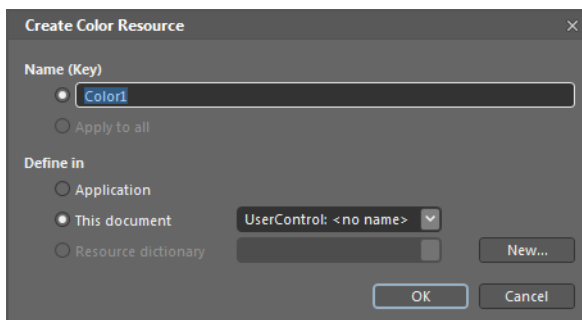 Create Color Resource
Name (Key)
Color1
Apply to all
Define in
Application
This document UserControl: <no name>
Resource dictionary New...
OK Cancel